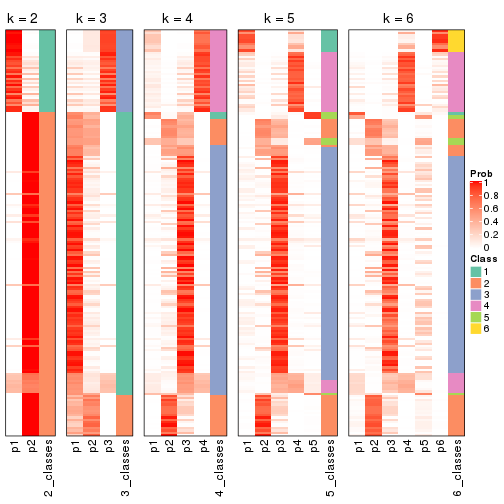 k = 2
k = 3
k = 4
k = 5
k = 6
Prob
1
0.8
0.6
0.4
0.2
0
Class
1
2
3
4
5
6
p1
p2
2_classes
p1
p2
p3
3_classes
p1
p2
p3
p4
4_classes
p1
p2
p3
p4
p5
5_classes
p1
p2
p3
p4
p5
p6
6_classes